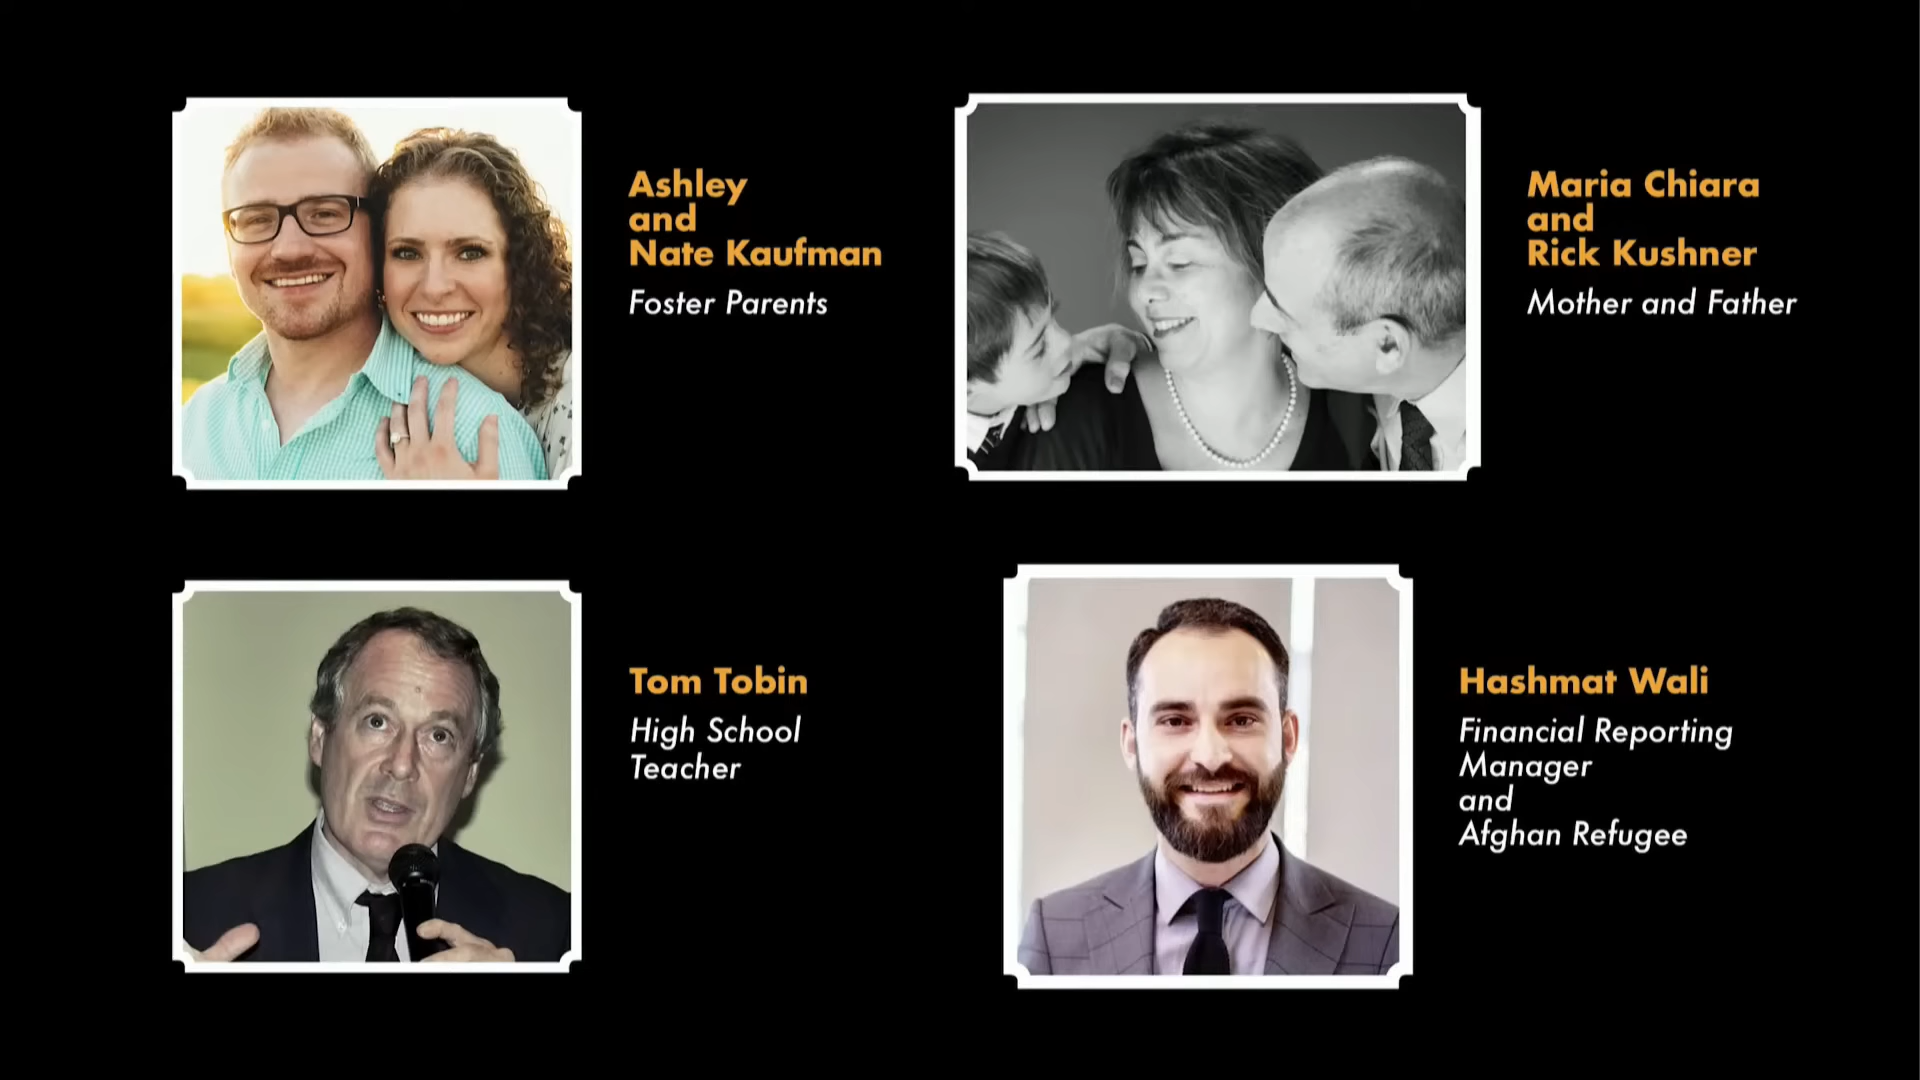 Ashley
and
Nate Kaufman
Foster Parents
Maria Chiara
and
Rick Kushner
Mother and Father
Tom Tobin
High School
Teacher
Hashmat Wali
Financial Reporting
Manager
and
Afghan Refugee